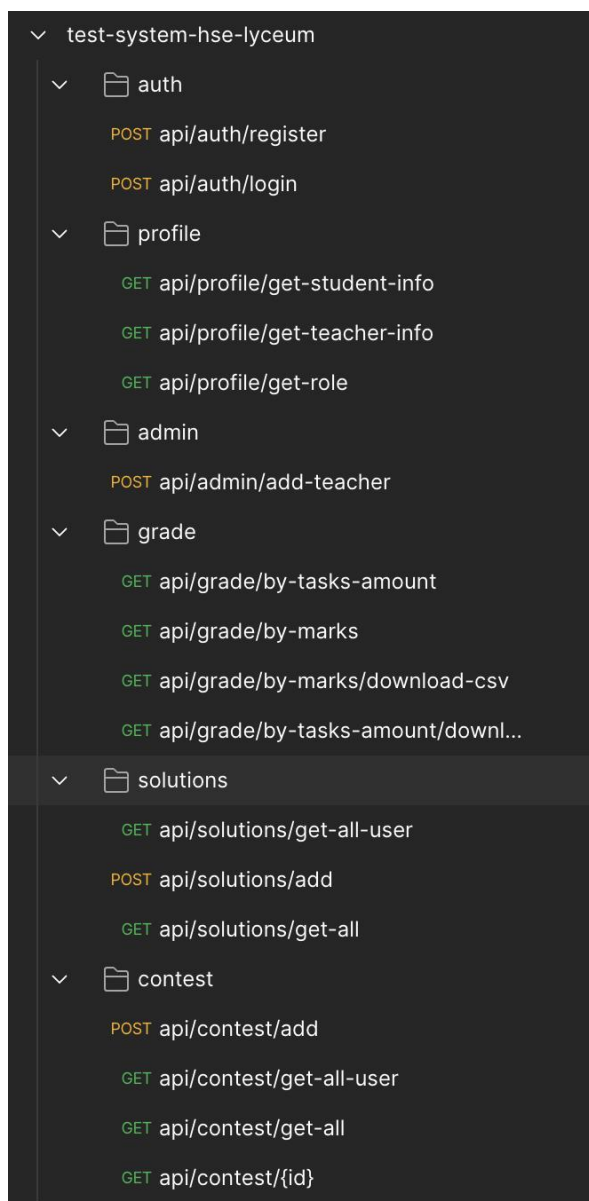 test-system-hse-lyceum
auth
POST api/auth/register
POST api/auth/login
profile
GET api/profile/get-student-info
GET api/profile/get-teacher-info
GET api/profile/get-role
admin
POST api/admin/add-teacher
grade
GET api/grade/by-tasks-amount
GET api/grade/by-marks
GET api/grade/by-marks/download-csv
GET api/grade/by-tasks-amount/downl...
solutions
GET api/solutions/get-all-user
POST api/solutions/add
GET api/solutions/get-all
contest
POST api/contest/add
GET api/contest/get-all-user
GET api/contest/get-all
GET api/contest/{id}